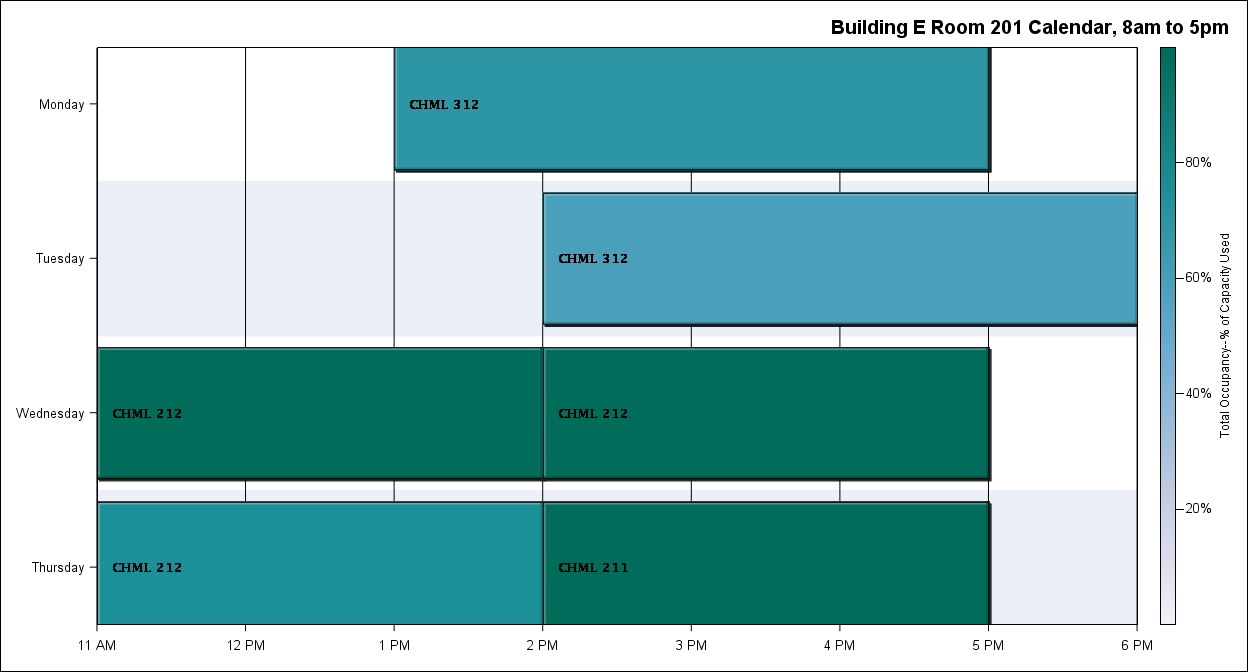 Building E Room 201 Calendar, 8am to 5pm
Monday
CHML 312
Tuesday
CHML 312
Wednesday
CHML 212
CHML 212
Thursday
CHML 212
CHML 211
11 AM
12 PM
1 PM
2 PM
3 PM
4 PM
5 PM
6 PM
80%
60%
40%
20%
Total Occupancy--% of Capacity Used